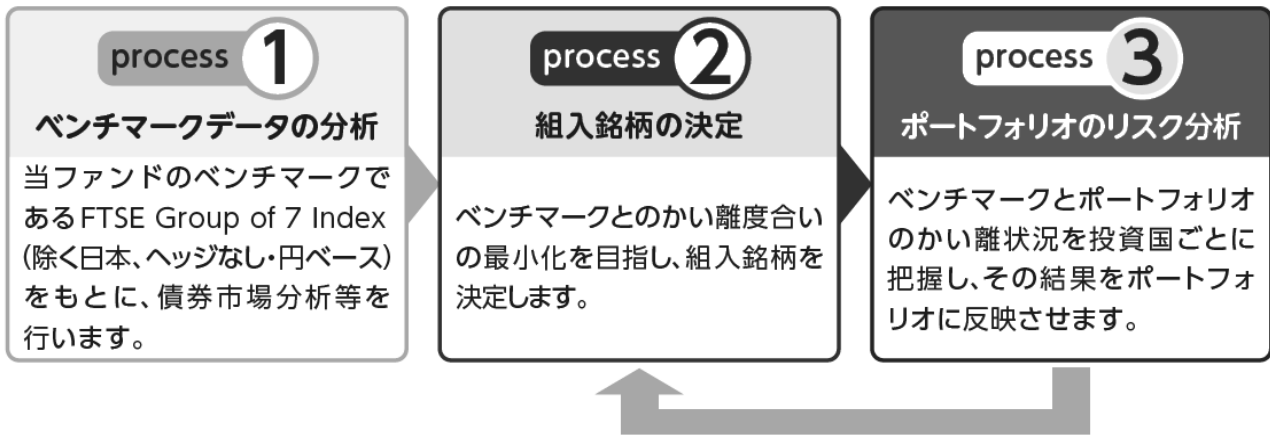 process 1
ベンチマークデータの分析
当ファンドのベンチマークで
あるFTSE Group of 7 Index
(除く日本、ヘッジなし・円ベース)
をもとに、債券市場分析等を
行います。
process 2
組入銘柄の決定
ベンチマークとのかい離度合い
の最小化を目指し、組入銘柄を
決定します。
process 3
ポートフォリオのリスク分析
ベンチマークとポートフォリオ
のかい離状況を投資国ごとに
把握し、その結果をポートフォ
リオに反映させます。